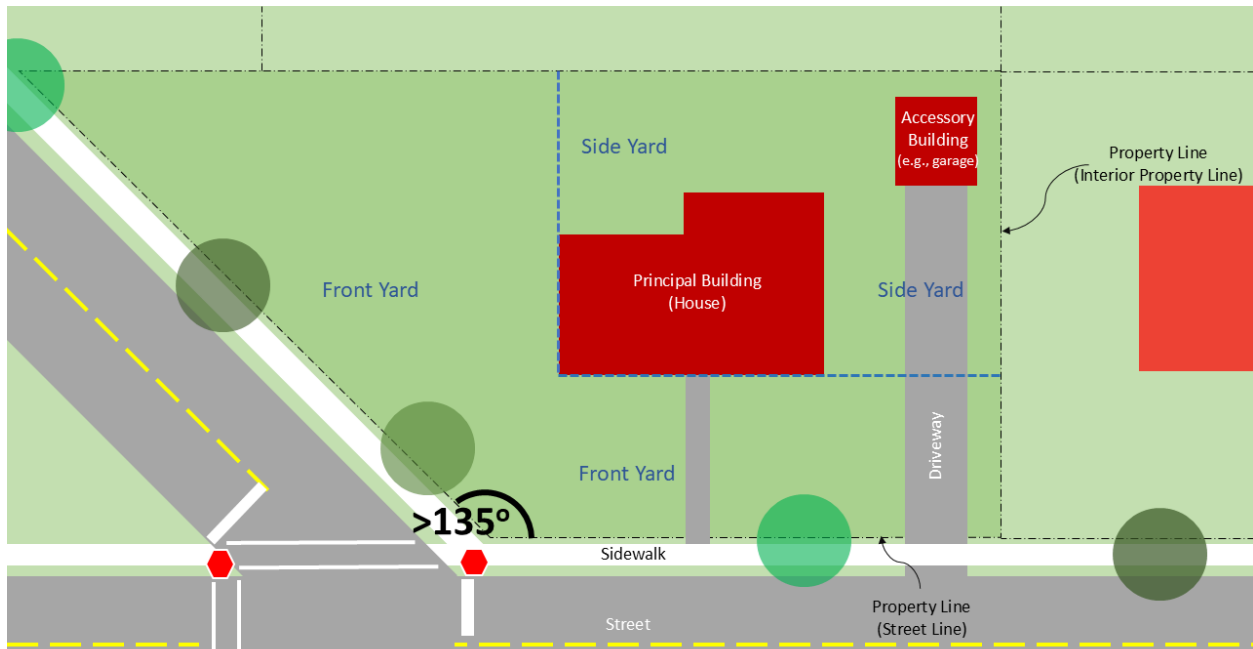 Accessory
Building
(e.g., garage)
Side Yard
Property Line
(Interior Property Line)
Principal Building
(House)
Front Yard
Side Yard
Driveway
Front Yard
>135°
Sidewalk
Property Line
(Street Line)
Street